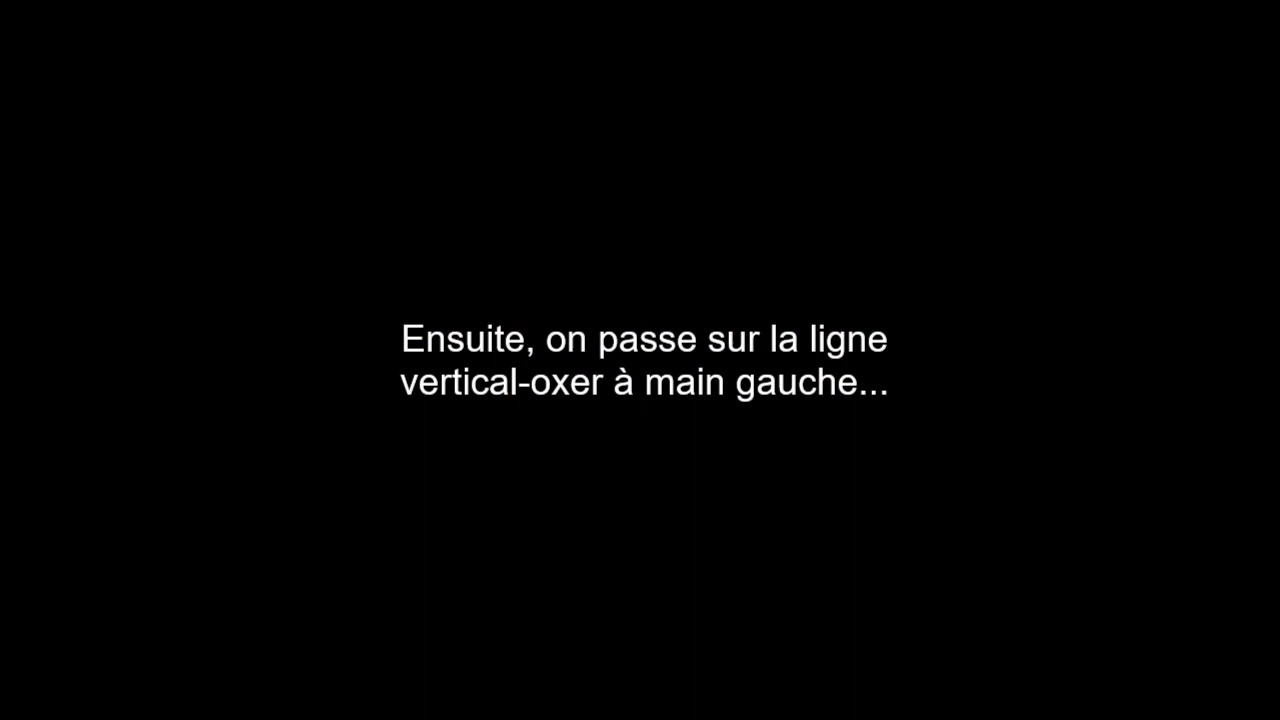 Ensuite, on passe sur la ligne
vertical-oxer à main gauche...